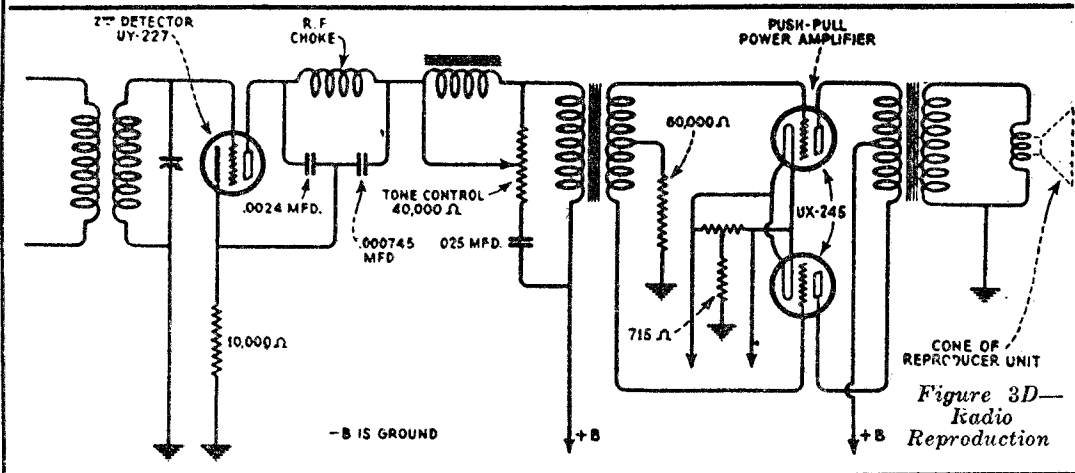 2ᴺᴰ DETECTOR
UY-227
R.F
CHOKE
PUSH-PULL
POWER AMPLIFIER
.0024 MFD.
.000745
MFD
TONE CONTROL
40,000 Ω
025 MFD.
60,000 Ω
UX-245
715 Ω
10,000 Ω
CONE OF
REPRODUCER UNIT
-B IS GROUND
+B
+B
Figure 3D—
Radio
Reproduction